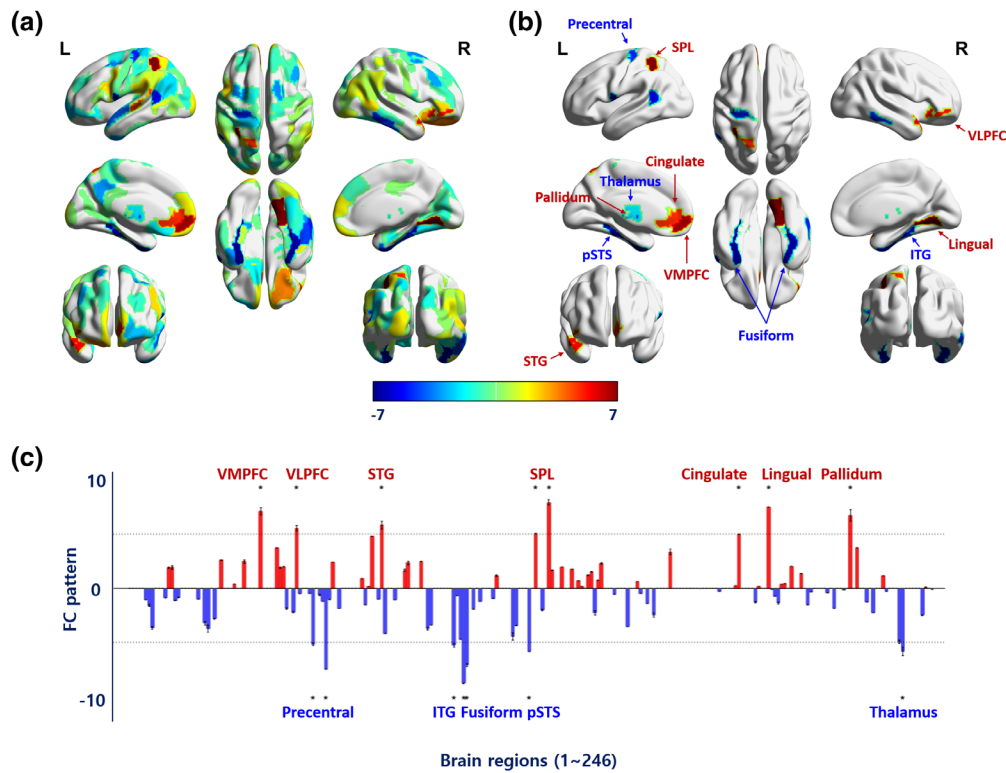 (a)
L
R
(b)
L
R
Precentral
SPL
VLPFC
Cingulate
Thalamus
Pallidum
pSTS
VMPFC
Lingual
ITG
Fusiform
STG
-7
7
(c)
VMPFC
VLPFC
STG
SPL
Cingulate
Lingual
Pallidum
10
* * * * * * * *
0
FC pattern
-10
* * * ** * *
Precentral
ITG Fusiform pSTS
Thalamus
Brain regions (1~246)